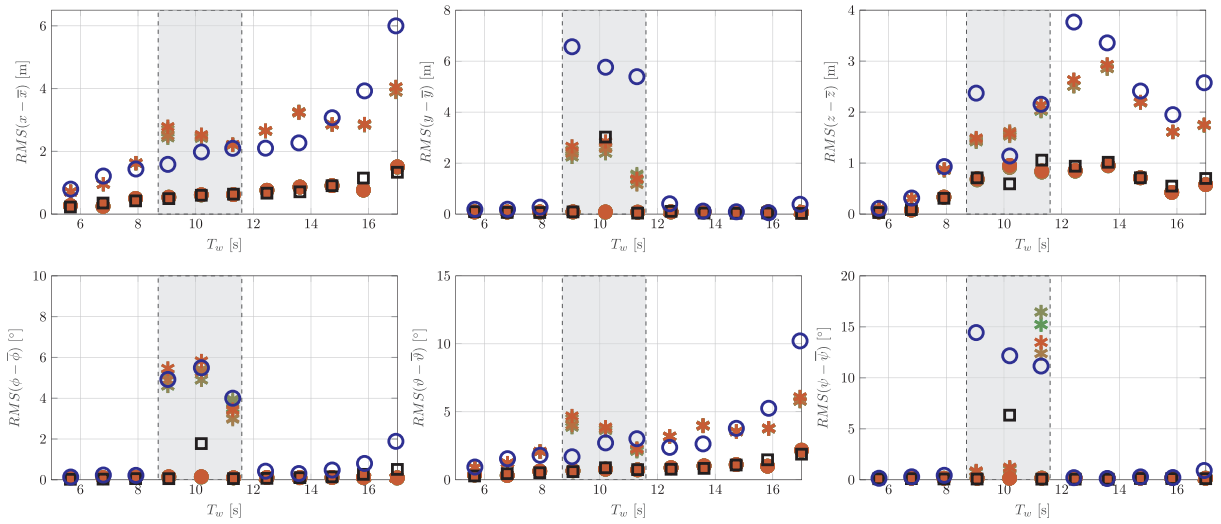 6
4
2
0
RMS(x − x̅) [m]
6 8 10 12 14 16
T_w [s]
8
6
4
2
0
RMS(y − y̅) [m]
6 8 10 12 14 16
T_w [s]
4
3
2
1
0
RMS(z − z̅) [m]
6 8 10 12 14 16
T_w [s]
10
8
6
4
2
0
RMS(ϕ − ϕ̅) [°]
6 8 10 12 14 16
T_w [s]
15
10
5
0
RMS(ϑ − ϑ̅) [°]
6 8 10 12 14 16
T_w [s]
20
15
10
5
0
RMS(ψ − ψ̅) [°]
6 8 10 12 14 16
T_w [s]